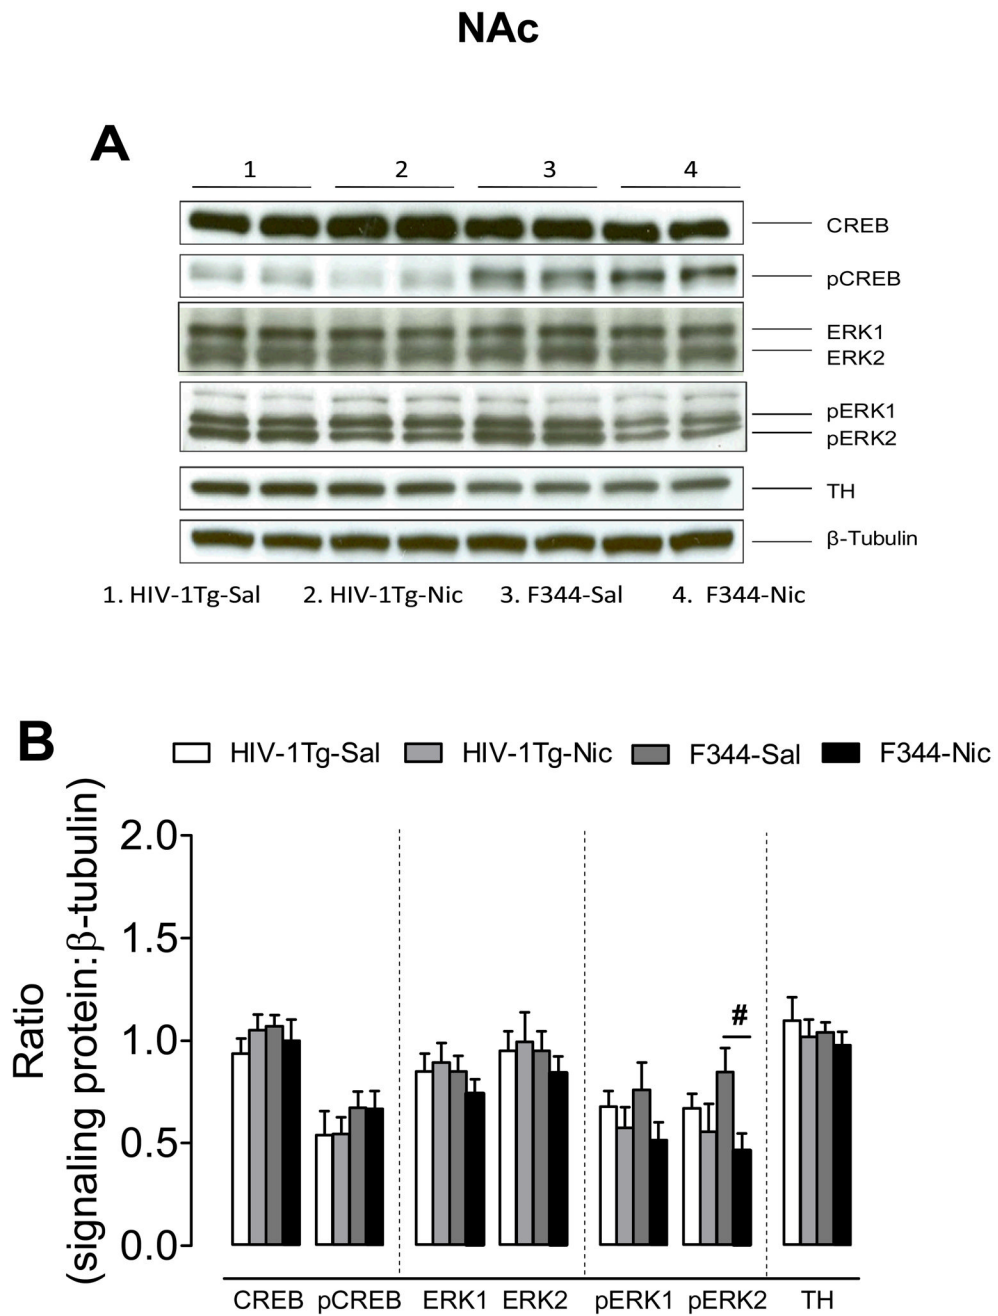 NAc
A
1 2 3 4
CREB
pCREB
ERK1
ERK2
pERK1
pERK2
TH
β-Tubulin
1. HIV-1Tg-Sal 2. HIV-1Tg-Nic 3. F344-Sal 4. F344-Nic
B
HIV-1Tg-Sal HIV-1Tg-Nic F344-Sal F344-Nic
Ratio
(signaling protein:β-tubulin)
2.0
1.5
1.0
0.5
0.0
#
CREB pCREB ERK1 ERK2 pERK1 pERK2 TH